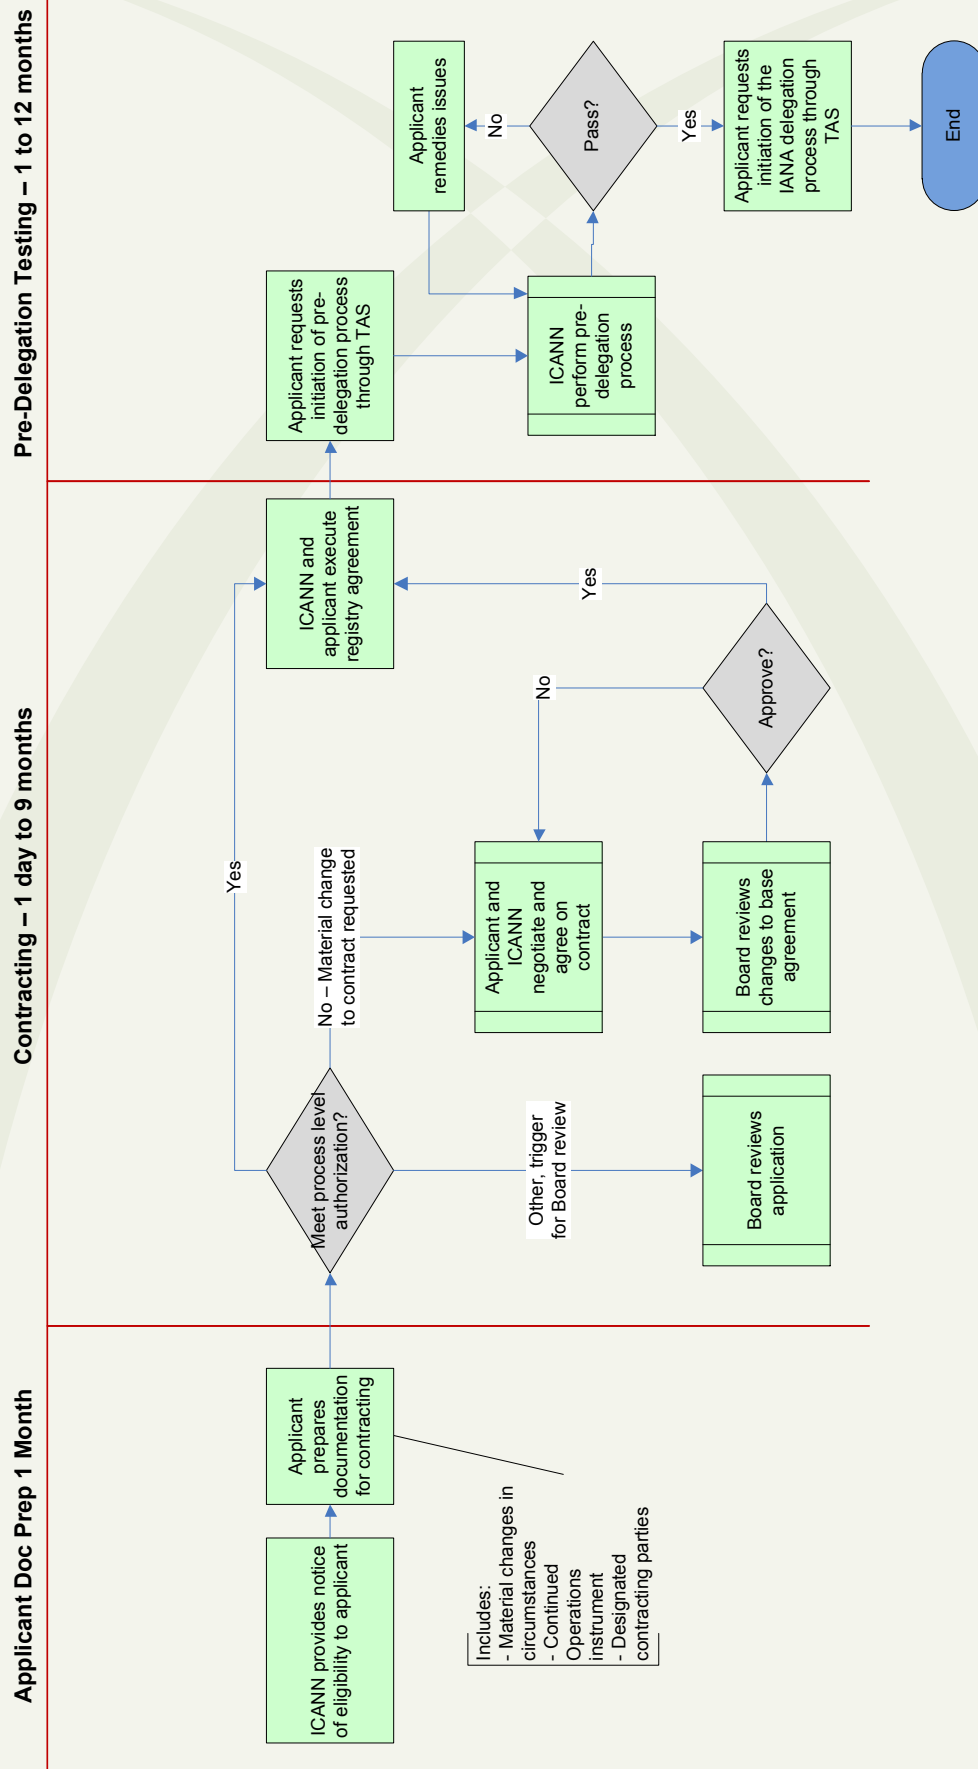 Applicant Doc Prep 1 Month
Contracting – 1 day to 9 months
Pre-Delegation Testing – 1 to 12 months
ICANN provides notice
of eligibility to applicant
Applicant
prepares
documentation
for contracting
Includes:
- Material changes in
circumstances
- Continued
Operations
instrument
- Designated
contracting parties
Meet process level
authorization?
Yes
No – Material change
to contract requested
Other, trigger
for Board review
Board reviews
application
Applicant and
ICANN
negotiate and
agree on
contract
Board reviews
changes to base
agreement
Approve?
No
Yes
ICANN and
applicant execute
registry agreement
Applicant requests
initiation of pre-
delegation process
through TAS
ICANN
perform pre-
delegation
process
Applicant
remedies issues
No
Pass?
Yes
Applicant requests
initiation of the
IANA delegation
process through
TAS
End